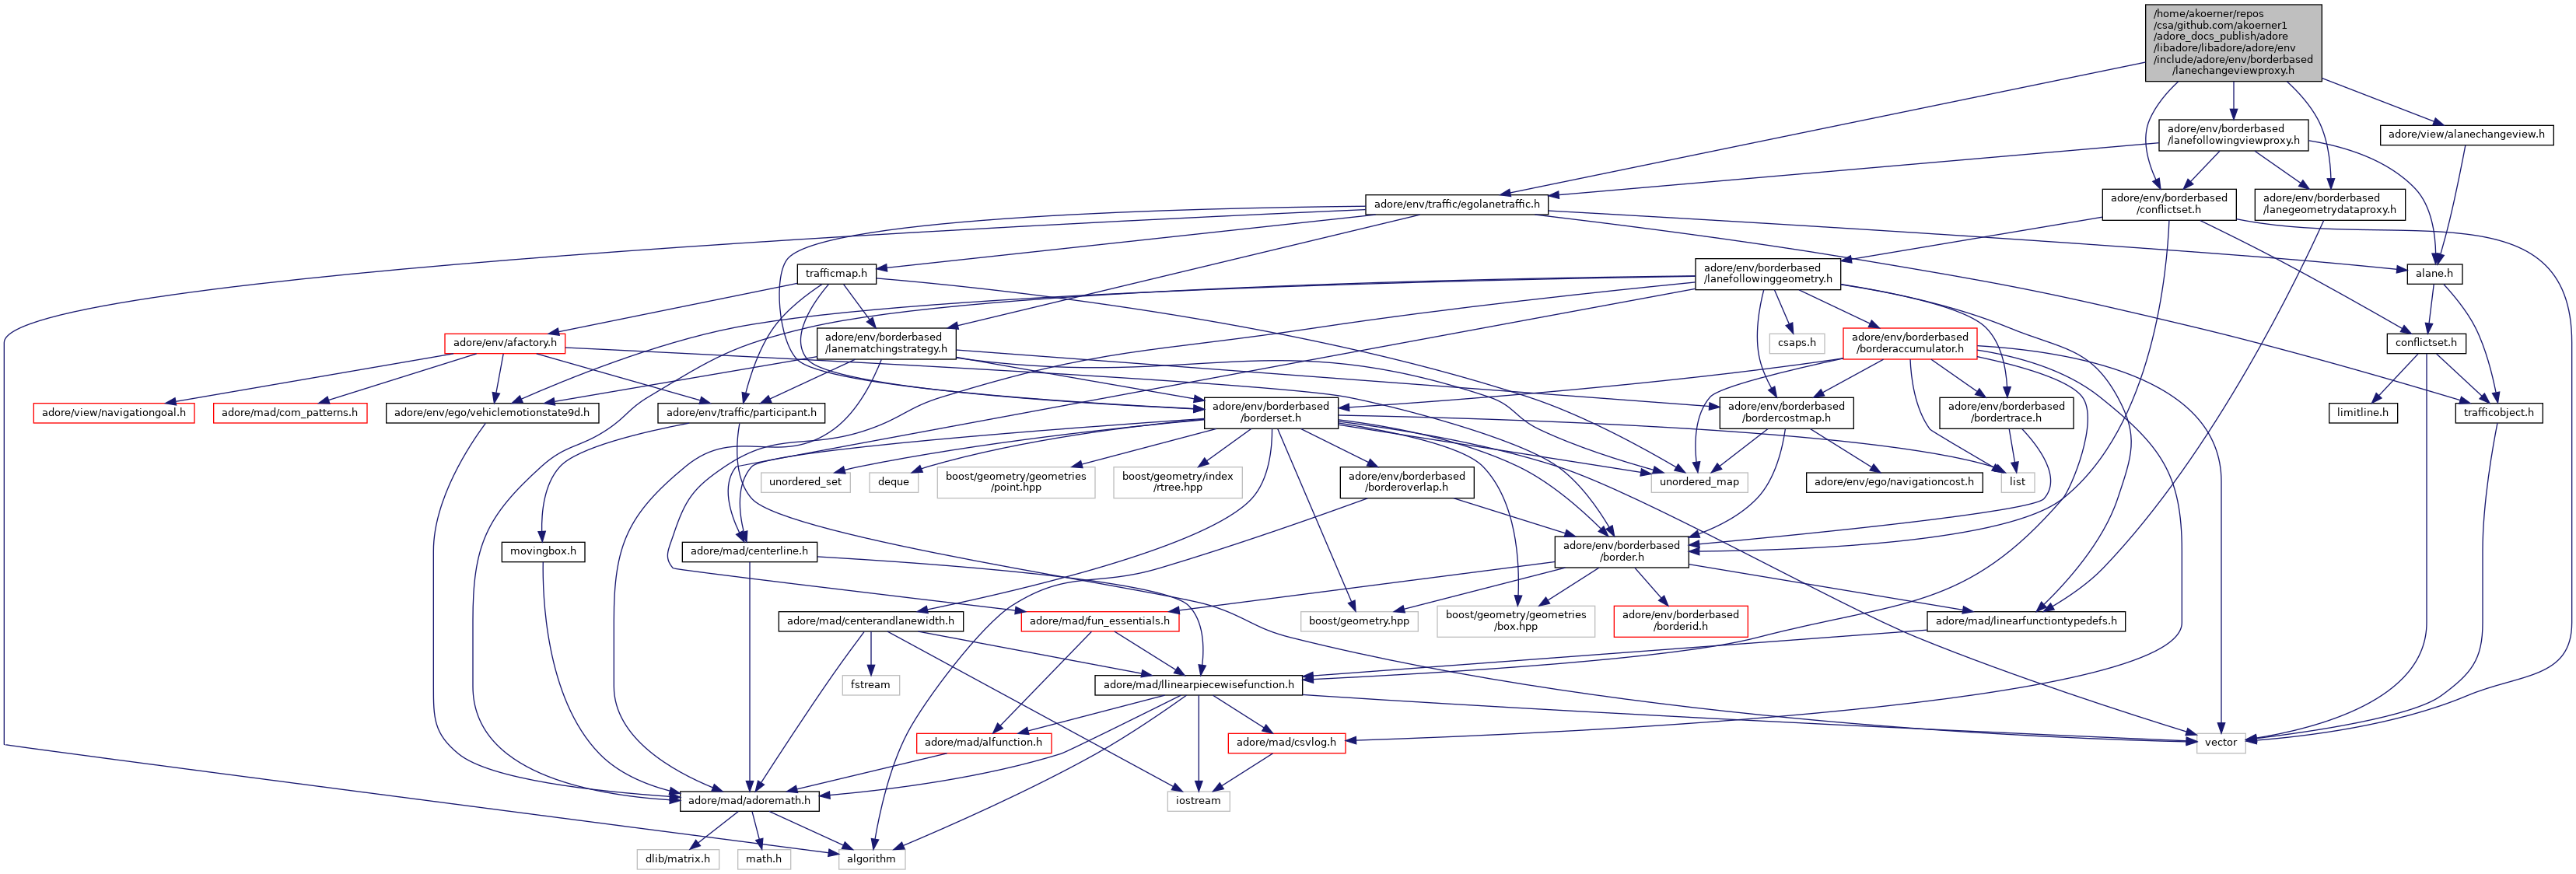 /home/akoerner/repos
/csa/github.com/akoerner1
/adore_docs_publish/adore
/libadore/libadore/adore/env
/include/adore/env/borderbased
/lanechangeviewproxy.h
adore/env/borderbased
/lanefollowingviewproxy.h
adore/view/alanechangeview.h
adore/env/traffic/egolanetraffic.h
adore/env/borderbased
/conflictset.h
adore/env/borderbased
/lanegeometrydataproxy.h
trafficmap.h
adore/env/borderbased
/lanefollowinggeometry.h
alane.h
adore/env/afactory.h
adore/env/borderbased
/lanematchingstrategy.h
csaps.h
adore/env/borderbased
/borderaccumulator.h
conflictset.h
adore/view/navigationgoal.h
adore/mad/com_patterns.h
adore/env/ego/vehiclemotionstate9d.h
adore/env/traffic/participant.h
adore/env/borderbased
/borderset.h
adore/env/borderbased
/bordercostmap.h
adore/env/borderbased
/bordertrace.h
limitline.h
trafficobject.h
unordered_set
deque
boost/geometry/geometries
/point.hpp
boost/geometry/index
/rtree.hpp
adore/env/borderbased
/borderoverlap.h
unordered_map
adore/env/ego/navigationcost.h
list
movingbox.h
adore/mad/centerline.h
adore/env/borderbased
/border.h
adore/mad/centerandlanewidth.h
adore/mad/fun_essentials.h
boost/geometry.hpp
boost/geometry/geometries
/box.hpp
adore/env/borderbased
/borderid.h
adore/mad/linearfunctiontypedefs.h
fstream
adore/mad/llinearpiecewisefunction.h
adore/mad/alfunction.h
adore/mad/csvlog.h
vector
adore/mad/adoremath.h
iostream
dlib/matrix.h
math.h
algorithm